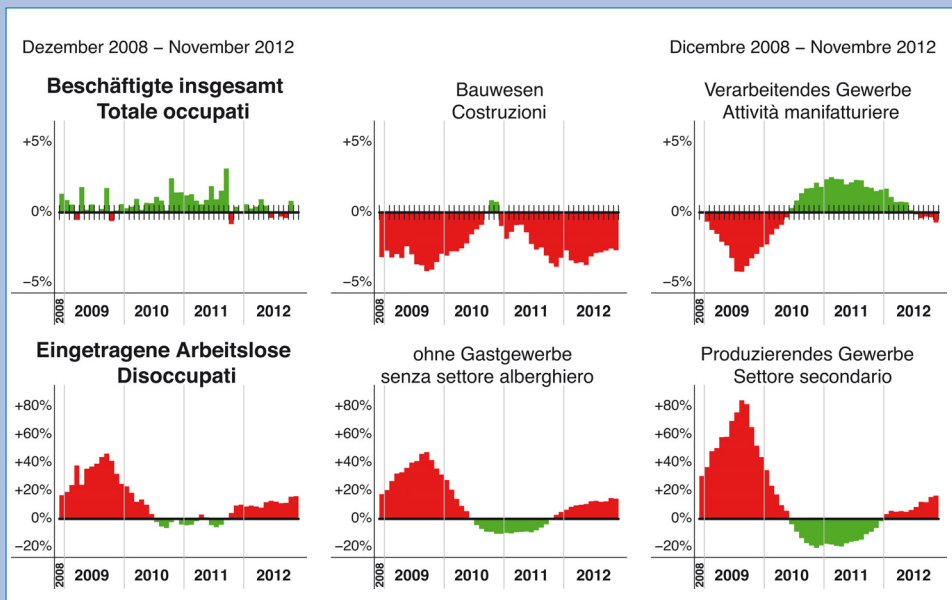 Dezember 2008 – November 2012
Dicembre 2008 – Novembre 2012
Beschäftigte insgesamt
Totale occupati
+5%
0%
−5%
2008 2009 2010 2011 2012
Bauwesen
Costruzioni
+5%
0%
−5%
2008 2009 2010 2011 2012
Verarbeitendes Gewerbe
Attività manifatturiere
+5%
0%
−5%
2008 2009 2010 2011 2012
Eingetragene Arbeitslose
Disoccupati
+80%
+60%
+40%
+20%
0%
−20%
2008 2009 2010 2011 2012
ohne Gastgewerbe
senza settore alberghiero
+80%
+60%
+40%
+20%
0%
−20%
2008 2009 2010 2011 2012
Produzierendes Gewerbe
Settore secondario
+80%
+60%
+40%
+20%
0%
−20%
2008 2009 2010 2011 2012